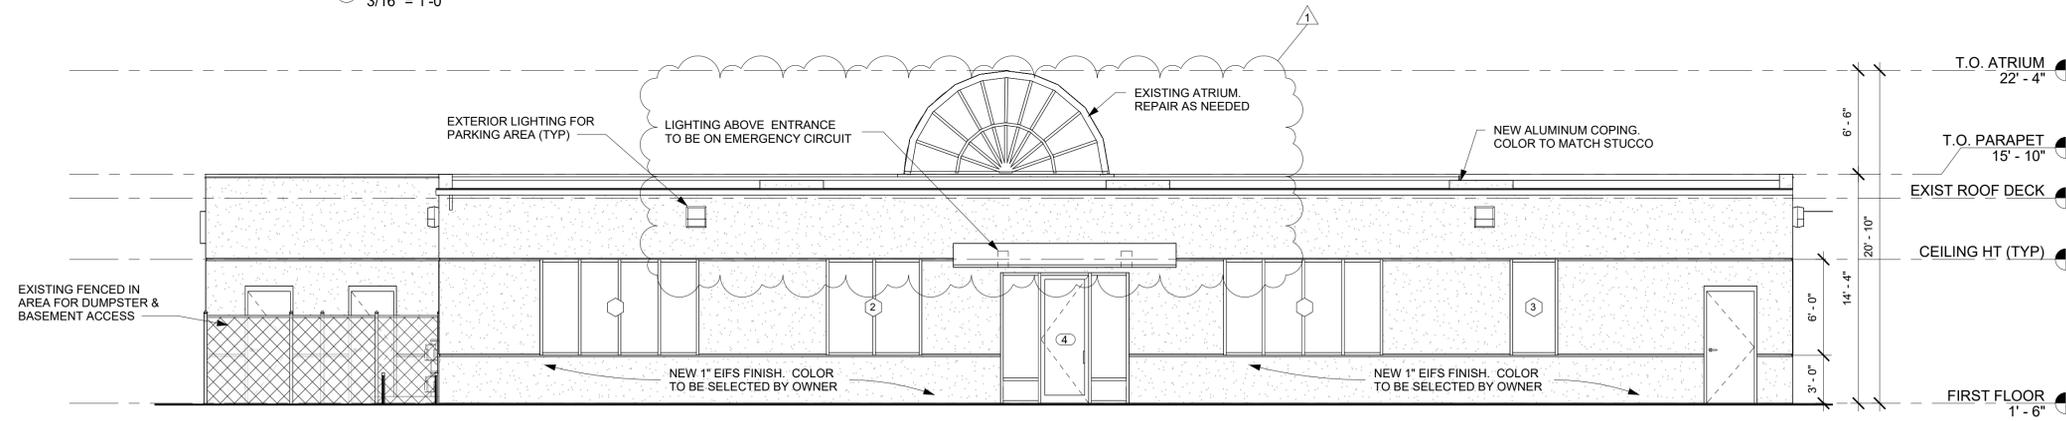 3/16" = 1'-0"
1
T.O. ATRIUM
22' - 4"
EXISTING ATRIUM.
REPAIR AS NEEDED
6' - 6"
EXTERIOR LIGHTING FOR
PARKING AREA (TYP)
LIGHTING ABOVE ENTRANCE
TO BE ON EMERGENCY CIRCUIT
NEW ALUMINUM COPING.
COLOR TO MATCH STUCCO
T.O. PARAPET
15' - 10"
EXIST ROOF DECK
20' - 10"
CEILING HT (TYP)
EXISTING FENCED IN
AREA FOR DUMPSTER &
BASEMENT ACCESS
2
3
6' - 0"
14' - 4"
4
NEW 1" EIFS FINISH. COLOR
TO BE SELECTED BY OWNER
NEW 1" EIFS FINISH. COLOR
TO BE SELECTED BY OWNER
3' - 0"
FIRST FLOOR
1' - 6"